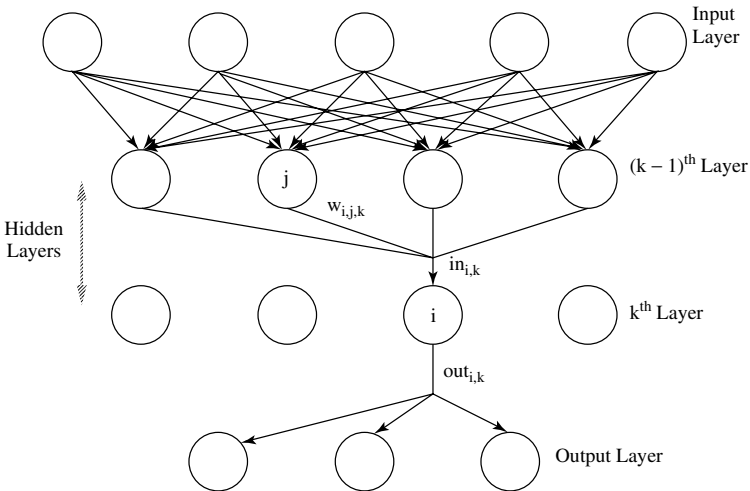 Input
Layer
j
(k − 1)th Layer
wi,j,k
Hidden
Layers
ini,k
i
kth Layer
outi,k
Output Layer